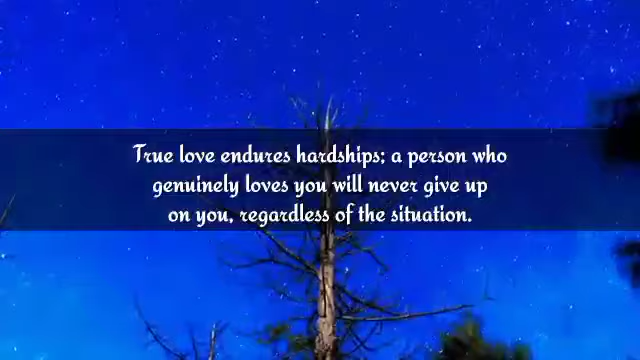 True love endures hardships; a person who
genuinely loves you will never give up
on you, regardless of the situation.